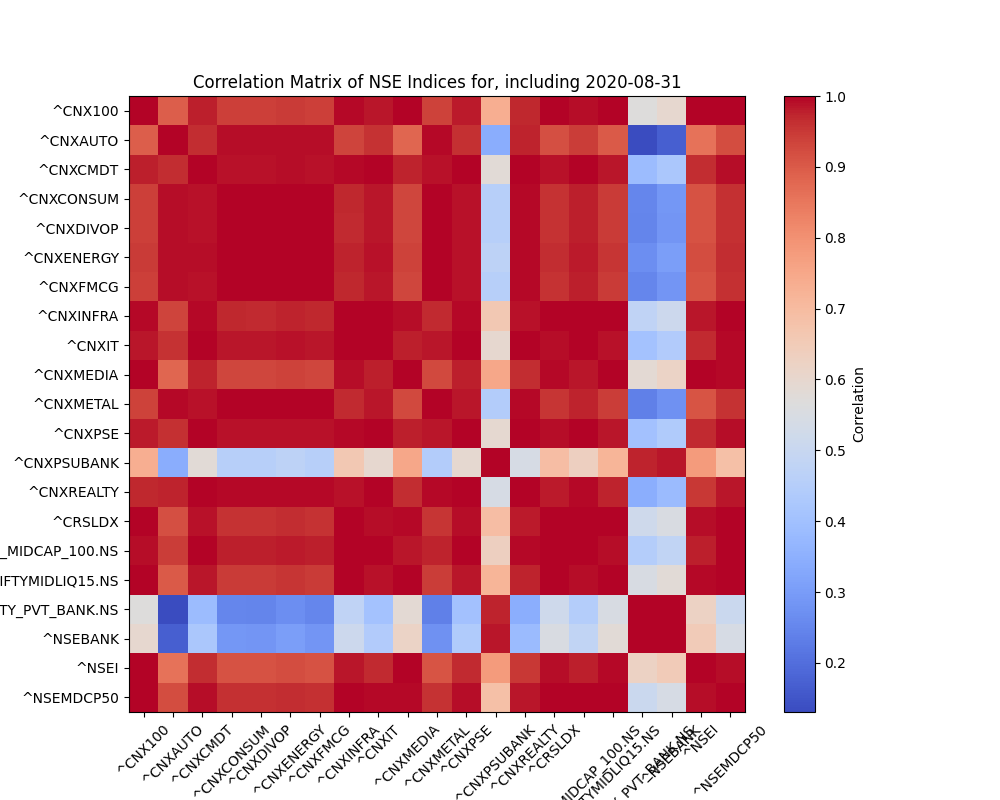 Correlation Matrix of NSE Indices for, including 2020-08-31
^CNX100
^CNXAUTO
^CNXCMDT
^CNXCONSUM
^CNXDIVOP
^CNXENERGY
^CNXFMCG
^CNXINFRA
^CNXIT
^CNXMEDIA
^CNXMETAL
^CNXPSE
^CNXPSUBANK
^CNXREALTY
^CRSLDX
_MIDCAP_100.NS
IFTYMIDLIQ15.NS
TY_PVT_BANK.NS
^NSEBANK
^NSEI
^NSEMDCP50
^CNX100
^CNXAUTO
^CNXCMDT
^CNXCONSUM
^CNXDIVOP
^CNXENERGY
^CNXFMCG
^CNXINFRA
^CNXIT
^CNXMEDIA
^CNXMETAL
^CNXPSE
^CNXPSUBANK
^CNXREALTY
^CRSLDX
MIDCAP_100.NS
TYMIDLIQ15.NS
PVT_BANK.NS
^NSEBANK
^NSEI
^NSEMDCP50
1.0
0.9
0.8
0.7
0.6
0.5
0.4
0.3
0.2
Correlation